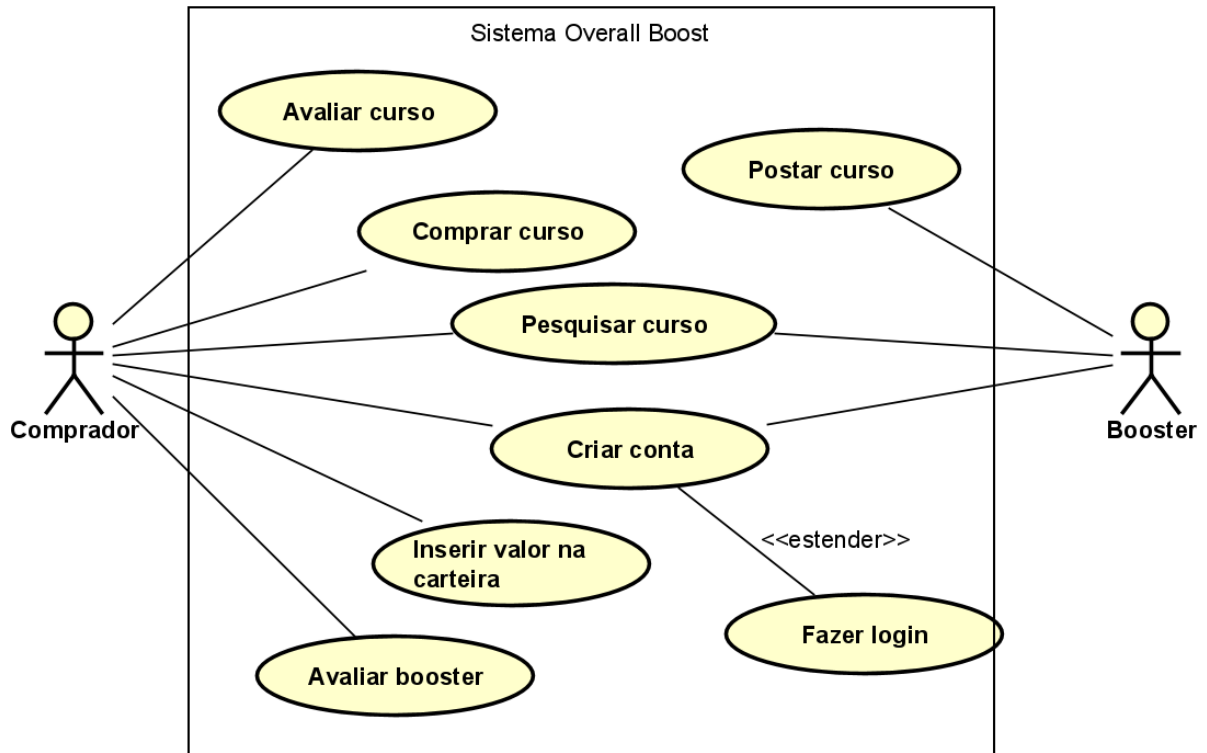 Sistema Overall Boost
Avaliar curso
Postar curso
Comprar curso
Pesquisar curso
Comprador
Booster
Criar conta
<<estender>>
Inserir valor na
carteira
Fazer login
Avaliar booster